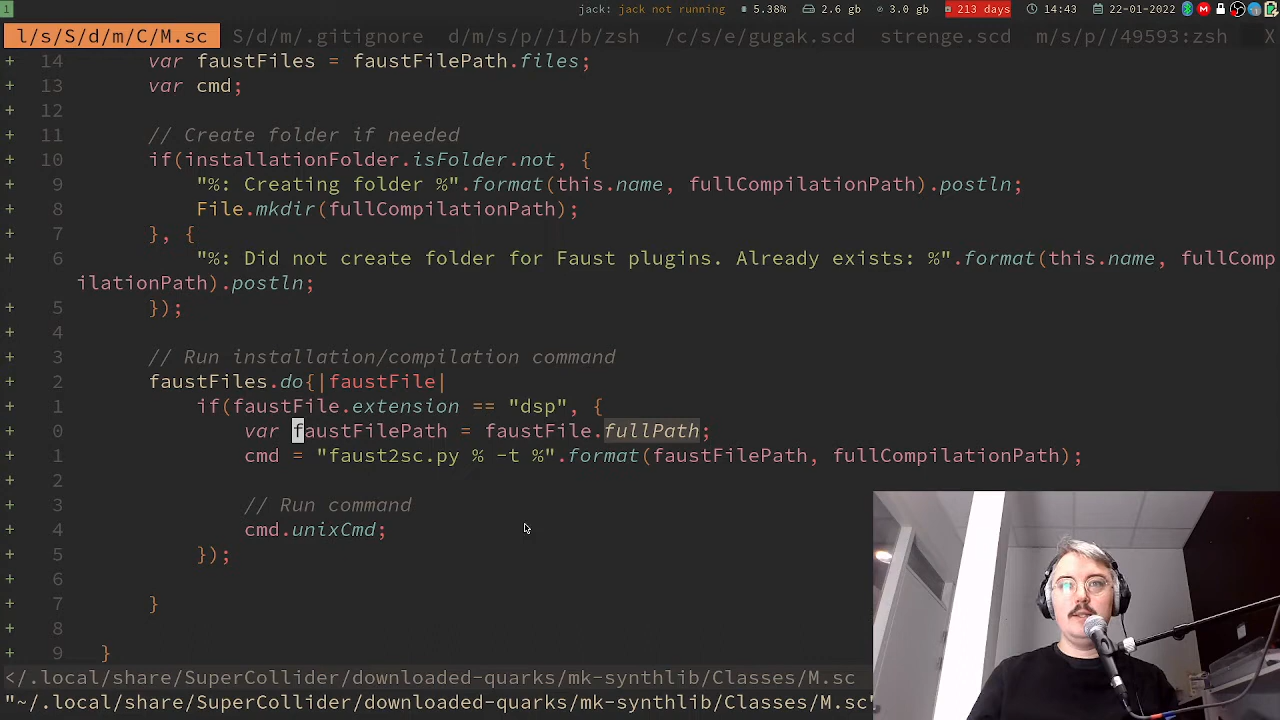 1 jack: jack not running 5.38% 2.6 gb 3.0 gb 213 days 14:43 22-01-2022
l/s/S/d/m/C/M.sc S/d/m/.gitignore d/m/s/p//1/b/zsh /c/s/e/gugak.scd strenge.scd m/s/p//49593:zsh X
+ 14 var faustFiles = faustFilePath.files;
+ 13 var cmd;
+ 12
+ 11 // Create folder if needed
+ 10 if(installationFolder.isFolder.not, {
+ 9 "%: Creating folder %".format(this.name, fullCompilationPath).postln;
+ 8 File.mkdir(fullCompilationPath);
+ 7 }, {
+ 6 "%: Did not create folder for Faust plugins. Already exists: %".format(this.name, fullComp
ilationPath).postln;
+ 5 });
+ 4
+ 3 // Run installation/compilation command
+ 2 faustFiles.do{|faustFile|
+ 1 if(faustFile.extension == "dsp", {
+ 0 var faustFilePath = faustFile.fullPath;
+ 1 cmd = "faust2sc.py % -t %".format(faustFilePath, fullCompilationPath);
+ 2
+ 3 // Run command
+ 4 cmd.unixCmd;
+ 5 });
+ 6
+ 7 }
+ 8
+ 9 }
</.local/share/SuperCollider/downloaded-quarks/mk-synthlib/Classes/M.sc
"~/.local/share/SuperCollider/downloaded-quarks/mk-synthlib/Classes/M.sc"